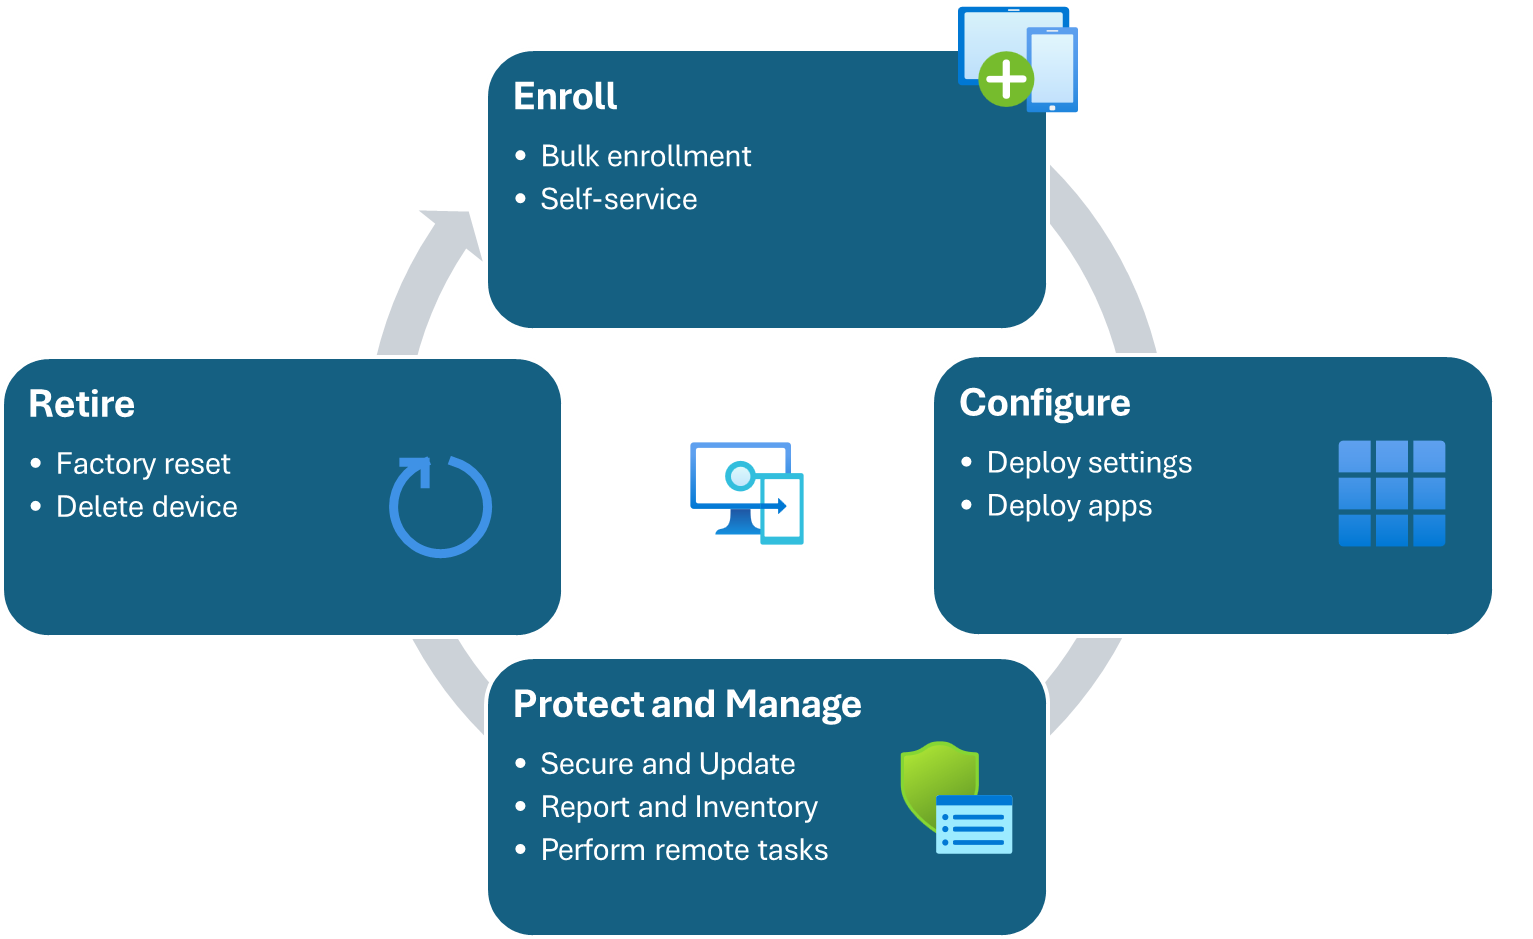 Enroll
• Bulk enrollment
• Self-service
Configure
• Deploy settings
• Deploy apps
Protect and Manage
• Secure and Update
• Report and Inventory
• Perform remote tasks
Retire
• Factory reset
• Delete device